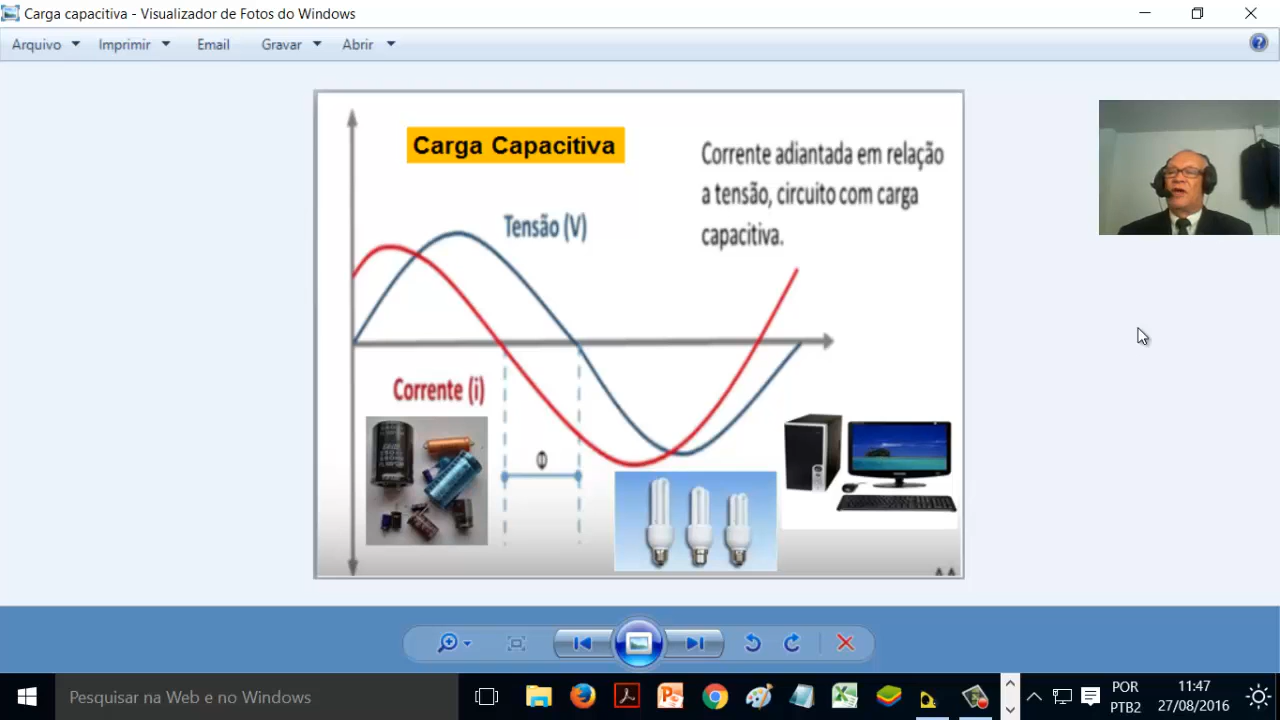 Carga capacitiva - Visualizador de Fotos do Windows
Arquivo Imprimir Email Gravar Abrir
Carga Capacitiva
Corrente adiantada em relação
a tensão, circuito com carga
capacitiva.
Tensão (V)
Corrente (i)
Φ
Pesquisar na Web e no Windows
POR
PTB2
11:47
27/08/2016